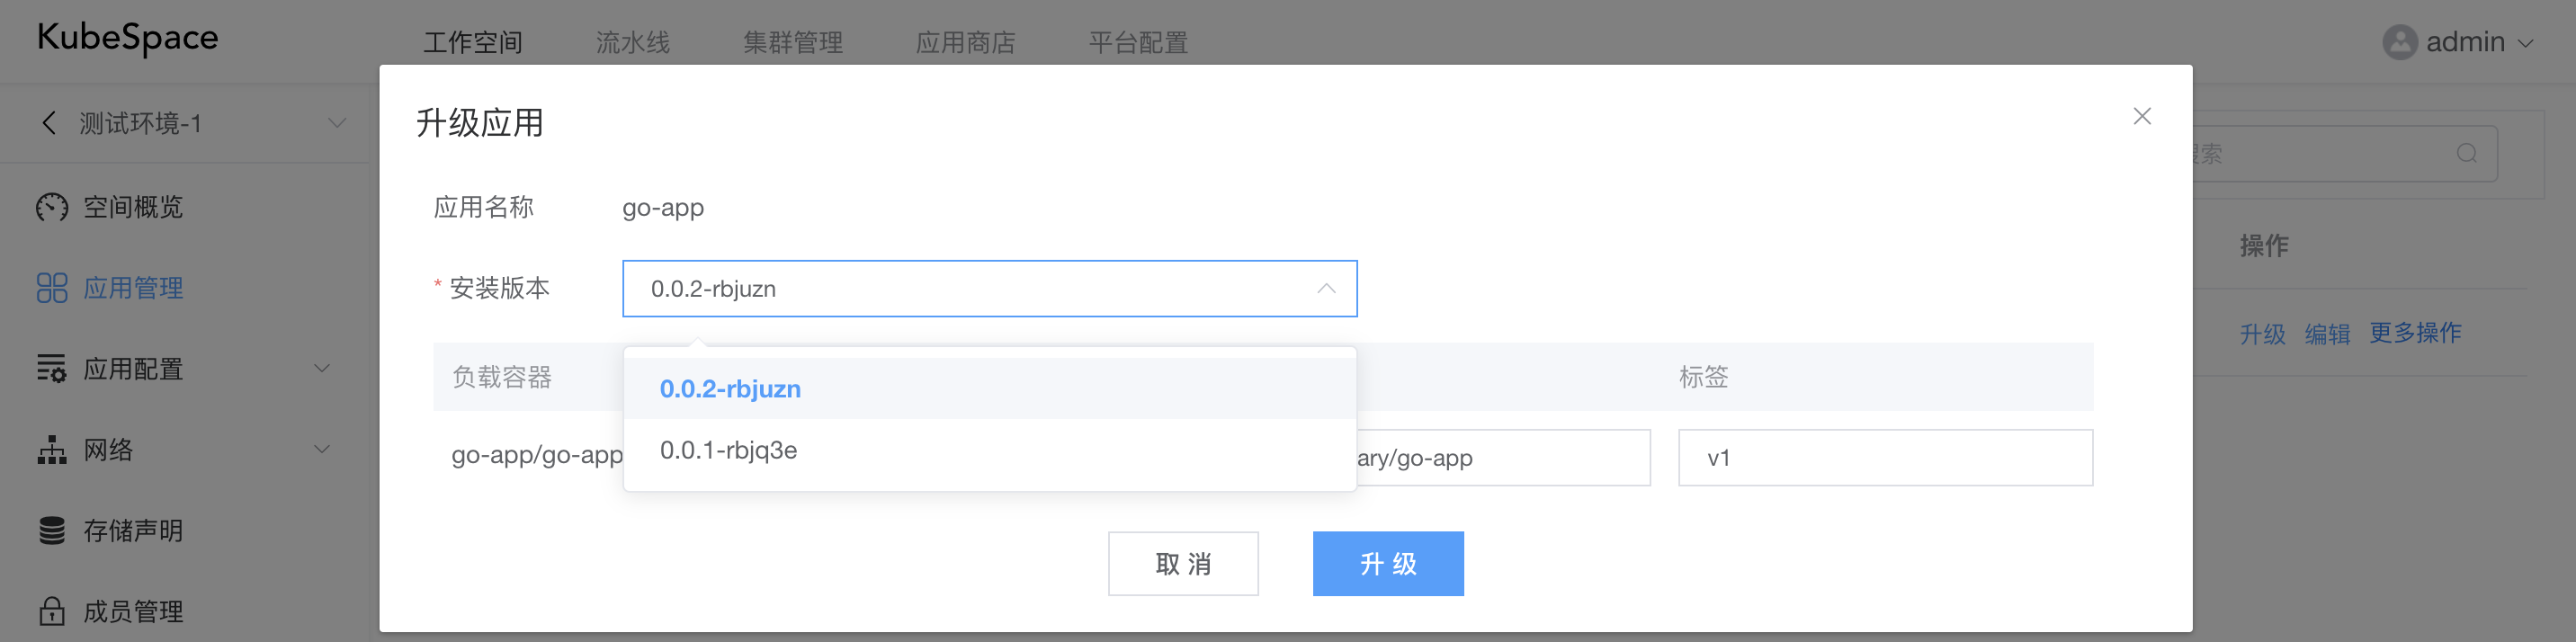 KubeSpace
工作空间 流水线 集群管理 应用商店 平台配置
admin
测试环境-1
空间概览
应用管理
应用配置
网络
存储声明
成员管理
升级应用
应用名称 go-app
* 安装版本 0.0.2-rbjuzn
0.0.2-rbjuzn
0.0.1-rbjq3e
负载容器 标签
go-app/go-app ary/go-app v1
取 消 升 级
索
操作
升级 编辑 更多操作